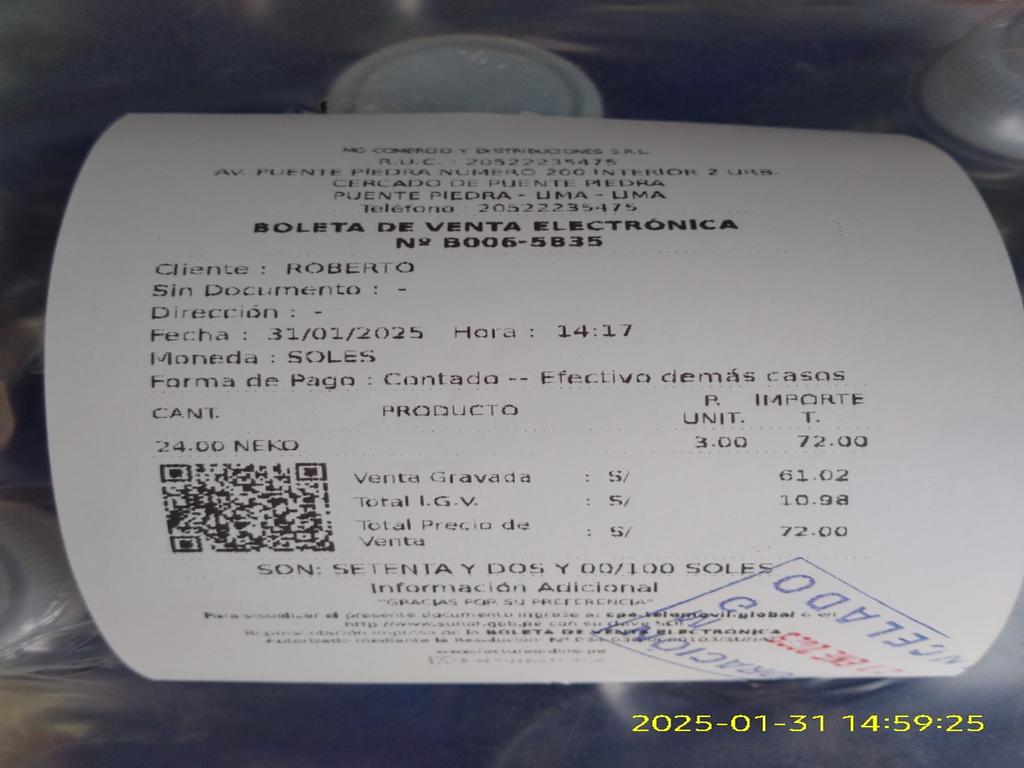 MC COMERCIO Y DISTRIBUCIONES S.R.L.
R.U.C. : 20522235475
AV. PUENTE PIEDRA NUMERO 200 INTERIOR 2 URB.
CERCADO DE PUENTE PIEDRA
PUENTE PIEDRA - LIMA - LIMA
Teléfono : 20522235475
BOLETA DE VENTA ELECTRÓNICA
Nº B006-5835
Cliente : ROBERTO
Sin Documento : -
Dirección : -
Fecha : 31/01/2025 Hora : 14:17
Moneda : SOLES
Forma de Pago : Contado -- Efectivo demás casos
CANT. PRODUCTO P. UNIT. IMPORTE T.
24.00 NEKO 3.00 72.00
Venta Gravada : S/ 61.02
Total I.G.V. : S/ 10.98
Total Precio de Venta : S/ 72.00
SON: SETENTA Y DOS Y 00/100 SOLES
Información Adicional
"GRACIAS POR SU PREFERENCIA"
Para visualizar el presente documento ingrese a: cpe.telemovil.global o en
http://www.sunat.gob.pe con su clave SOL
Representación impresa de la BOLETA DE VENTA ELECTRÓNICA
Autorizado mediante la Resolución Nº
NCELADO
2025-01-31 14:59:25